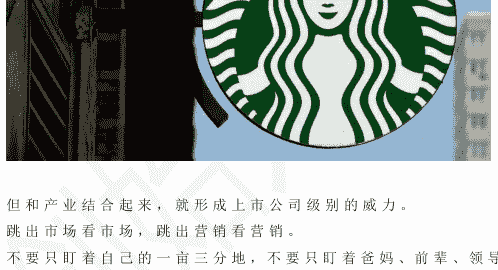 但和产业结合起来，就形成上市公司级别的威力。
跳出市场看市场，跳出营销看营销。
不要只盯着自己的一亩三分地，不要只盯着爸妈、前辈、领导